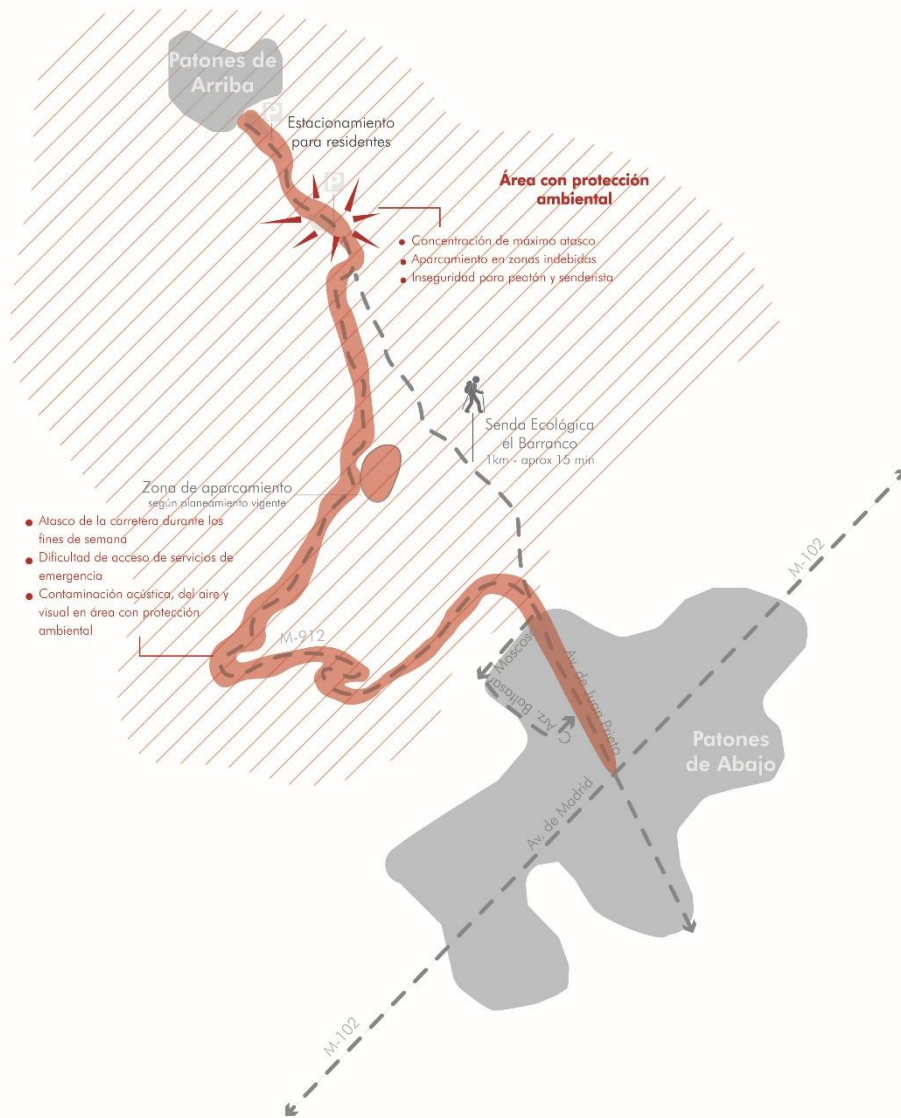 Patones de
Arriba
P
Estacionamiento
para residentes
P
Área con protección
ambiental
Concentración de máximo atasco
Aparcamiento en zonas indebidas
Inseguridad para peatón y senderista
Senda Ecológica
el Barranco
1km - aprox 15 min
Zona de aparcamiento
según planeamiento vigente
Atasco de la carretera durante los
fines de semana
Dificultad de acceso de servicios de
emergencia
Contaminación acústica, del aire y
visual en área con protección
ambiental
M-912
M-102
C. Arz. Baltasar Moscoso
Av. de Juan Prieto
Patones
de Abajo
Av. de Madrid
M-102